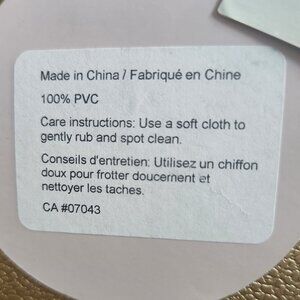 Made in China / Fabriqué en Chine
100% PVC
Care instructions: Use a soft cloth to
gently rub and spot clean.
Conseils d'entretien: Utilisez un chiffon
doux pour frotter doucement et
nettoyer les taches.
CA #07043